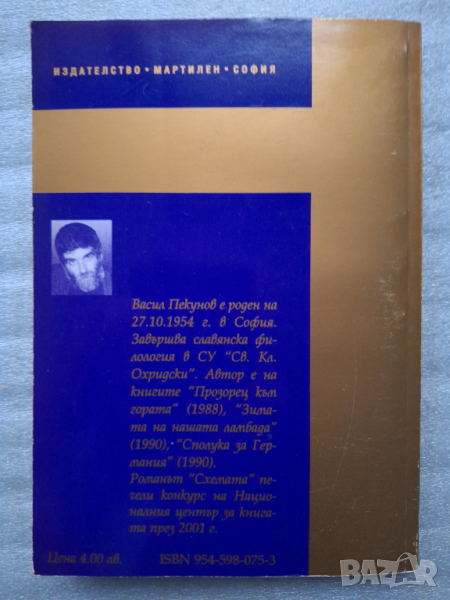 ИЗДАТЕЛСТВО • МАРТИЛЕН • СОФИЯ
Васил Пекунов е роден на
27.10.1954 г. в София.
Завършва славянска фи-
лология в СУ "Св. Кл.
Охридски". Автор е на
книгите "Прозорец към
гората" (1988), "Зима-
та на нашата ламбада"
(1990), "Сполука за Гер-
мания" (1990).
Романът "Схемата" пе-
чели конкурс на Нацио-
налния център за книга-
та през 2001 г.
Цена 4.00 лв.
ISBN 954-598-075-3
BAZAR